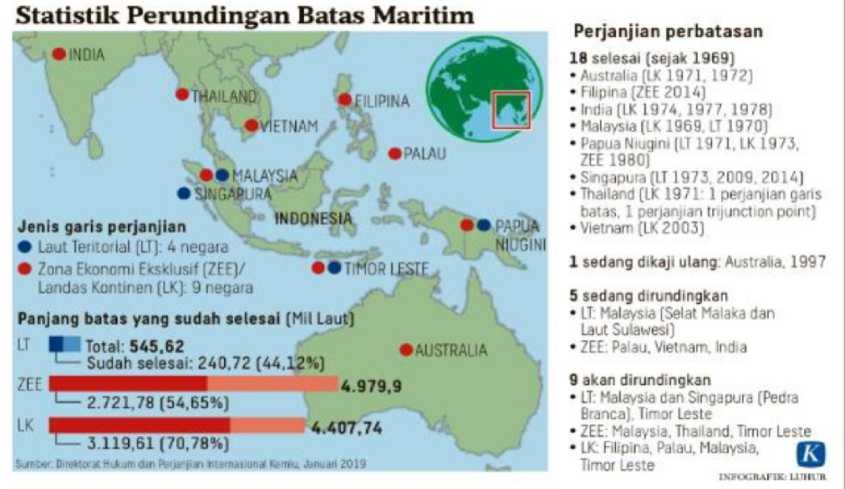 Statistik Perundingan Batas Maritim
INDIA
THAILAND
FILIPINA
VIETNAM
PALAU
MALAYSIA
SINGAPURA
INDONESIA
PAPUA
NIUGINI
TIMOR LESTE
AUSTRALIA
Jenis garis perjanjian
Laut Teritorial (LT): 4 negara
Zona Ekonomi Eksklusif (ZEE)/
Landas Kontinen (LK): 9 negara
Panjang batas yang sudah selesai (Mil Laut)
LT Total: 545,62
Sudah selesai: 240,72 (44,12%)
ZEE 4.979,9
2.721,78 (54,65%)
LK 4.407,74
3.119,61 (70,78%)
Sumber: Direktorat Hukum dan Perjanjian Internasional Kemlu, Januari 2019
Perjanjian perbatasan
18 selesai (sejak 1969)
• Australia (LK 1971, 1972)
• Filipina (ZEE 2014)
• India (LK 1974, 1977, 1978)
• Malaysia (LK 1969, LT 1970)
• Papua Niugini (LT 1971, LK 1973,
ZEE 1980)
• Singapura (LT 1973, 2009, 2014)
• Thailand (LK 1971: 1 perjanjian garis
batas, 1 perjanjian trijunction point)
• Vietnam (LK 2003)
1 sedang dikaji ulang: Australia, 1997
5 sedang dirundingkan
• LT: Malaysia (Selat Malaka dan
Laut Sulawesi)
• ZEE: Palau, Vietnam, India
9 akan dirundingkan
• LT: Malaysia dan Singapura (Pedra
Branca), Timor Leste
• ZEE: Malaysia, Thailand, Timor Leste
• LK: Filipina, Palau, Malaysia,
Timor Leste
K
INFOGRAFIK: LUHUR